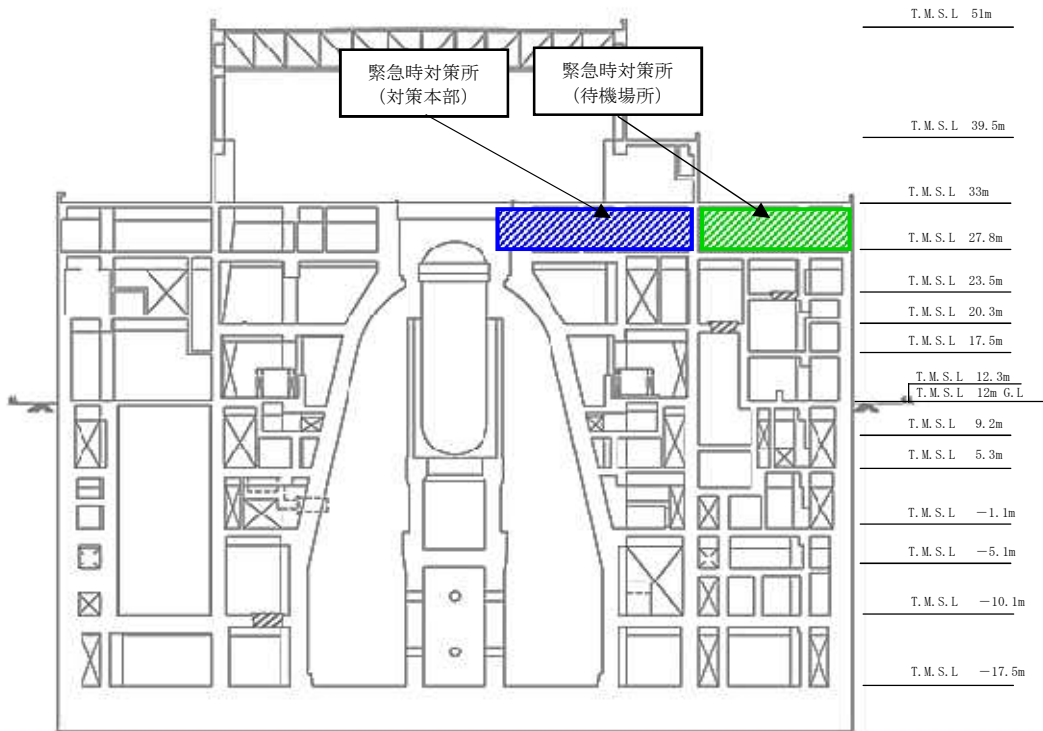 T.M.S.L 51m
緊急時対策所
(対策本部)
緊急時対策所
(待機場所)
T.M.S.L 39.5m
T.M.S.L 33m
T.M.S.L 27.8m
T.M.S.L 23.5m
T.M.S.L 20.3m
T.M.S.L 17.5m
T.M.S.L 12.3m
T.M.S.L 12m G.L
T.M.S.L 9.2m
T.M.S.L 5.3m
T.M.S.L －1.1m
T.M.S.L －5.1m
T.M.S.L －10.1m
T.M.S.L －17.5m